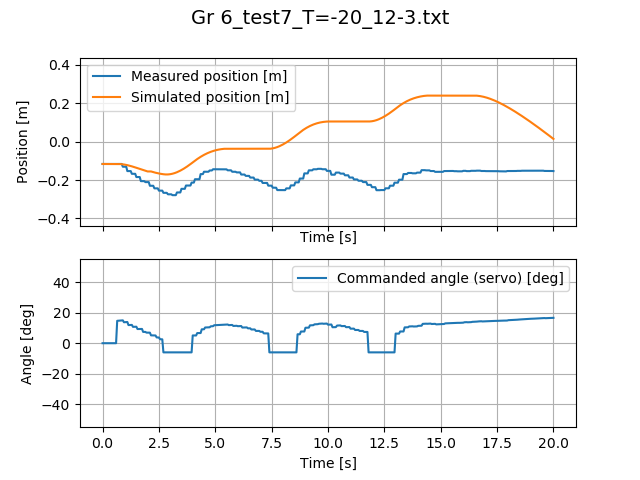 Gr 6_test7_T=-20_12-3.txt
0.4
0.2
0.0
−0.2
−0.4
Position [m]
Measured position [m]
Simulated position [m]
Time [s]
40
20
0
−20
−40
Angle [deg]
Commanded angle (servo) [deg]
0.0 2.5 5.0 7.5 10.0 12.5 15.0 17.5 20.0
Time [s]